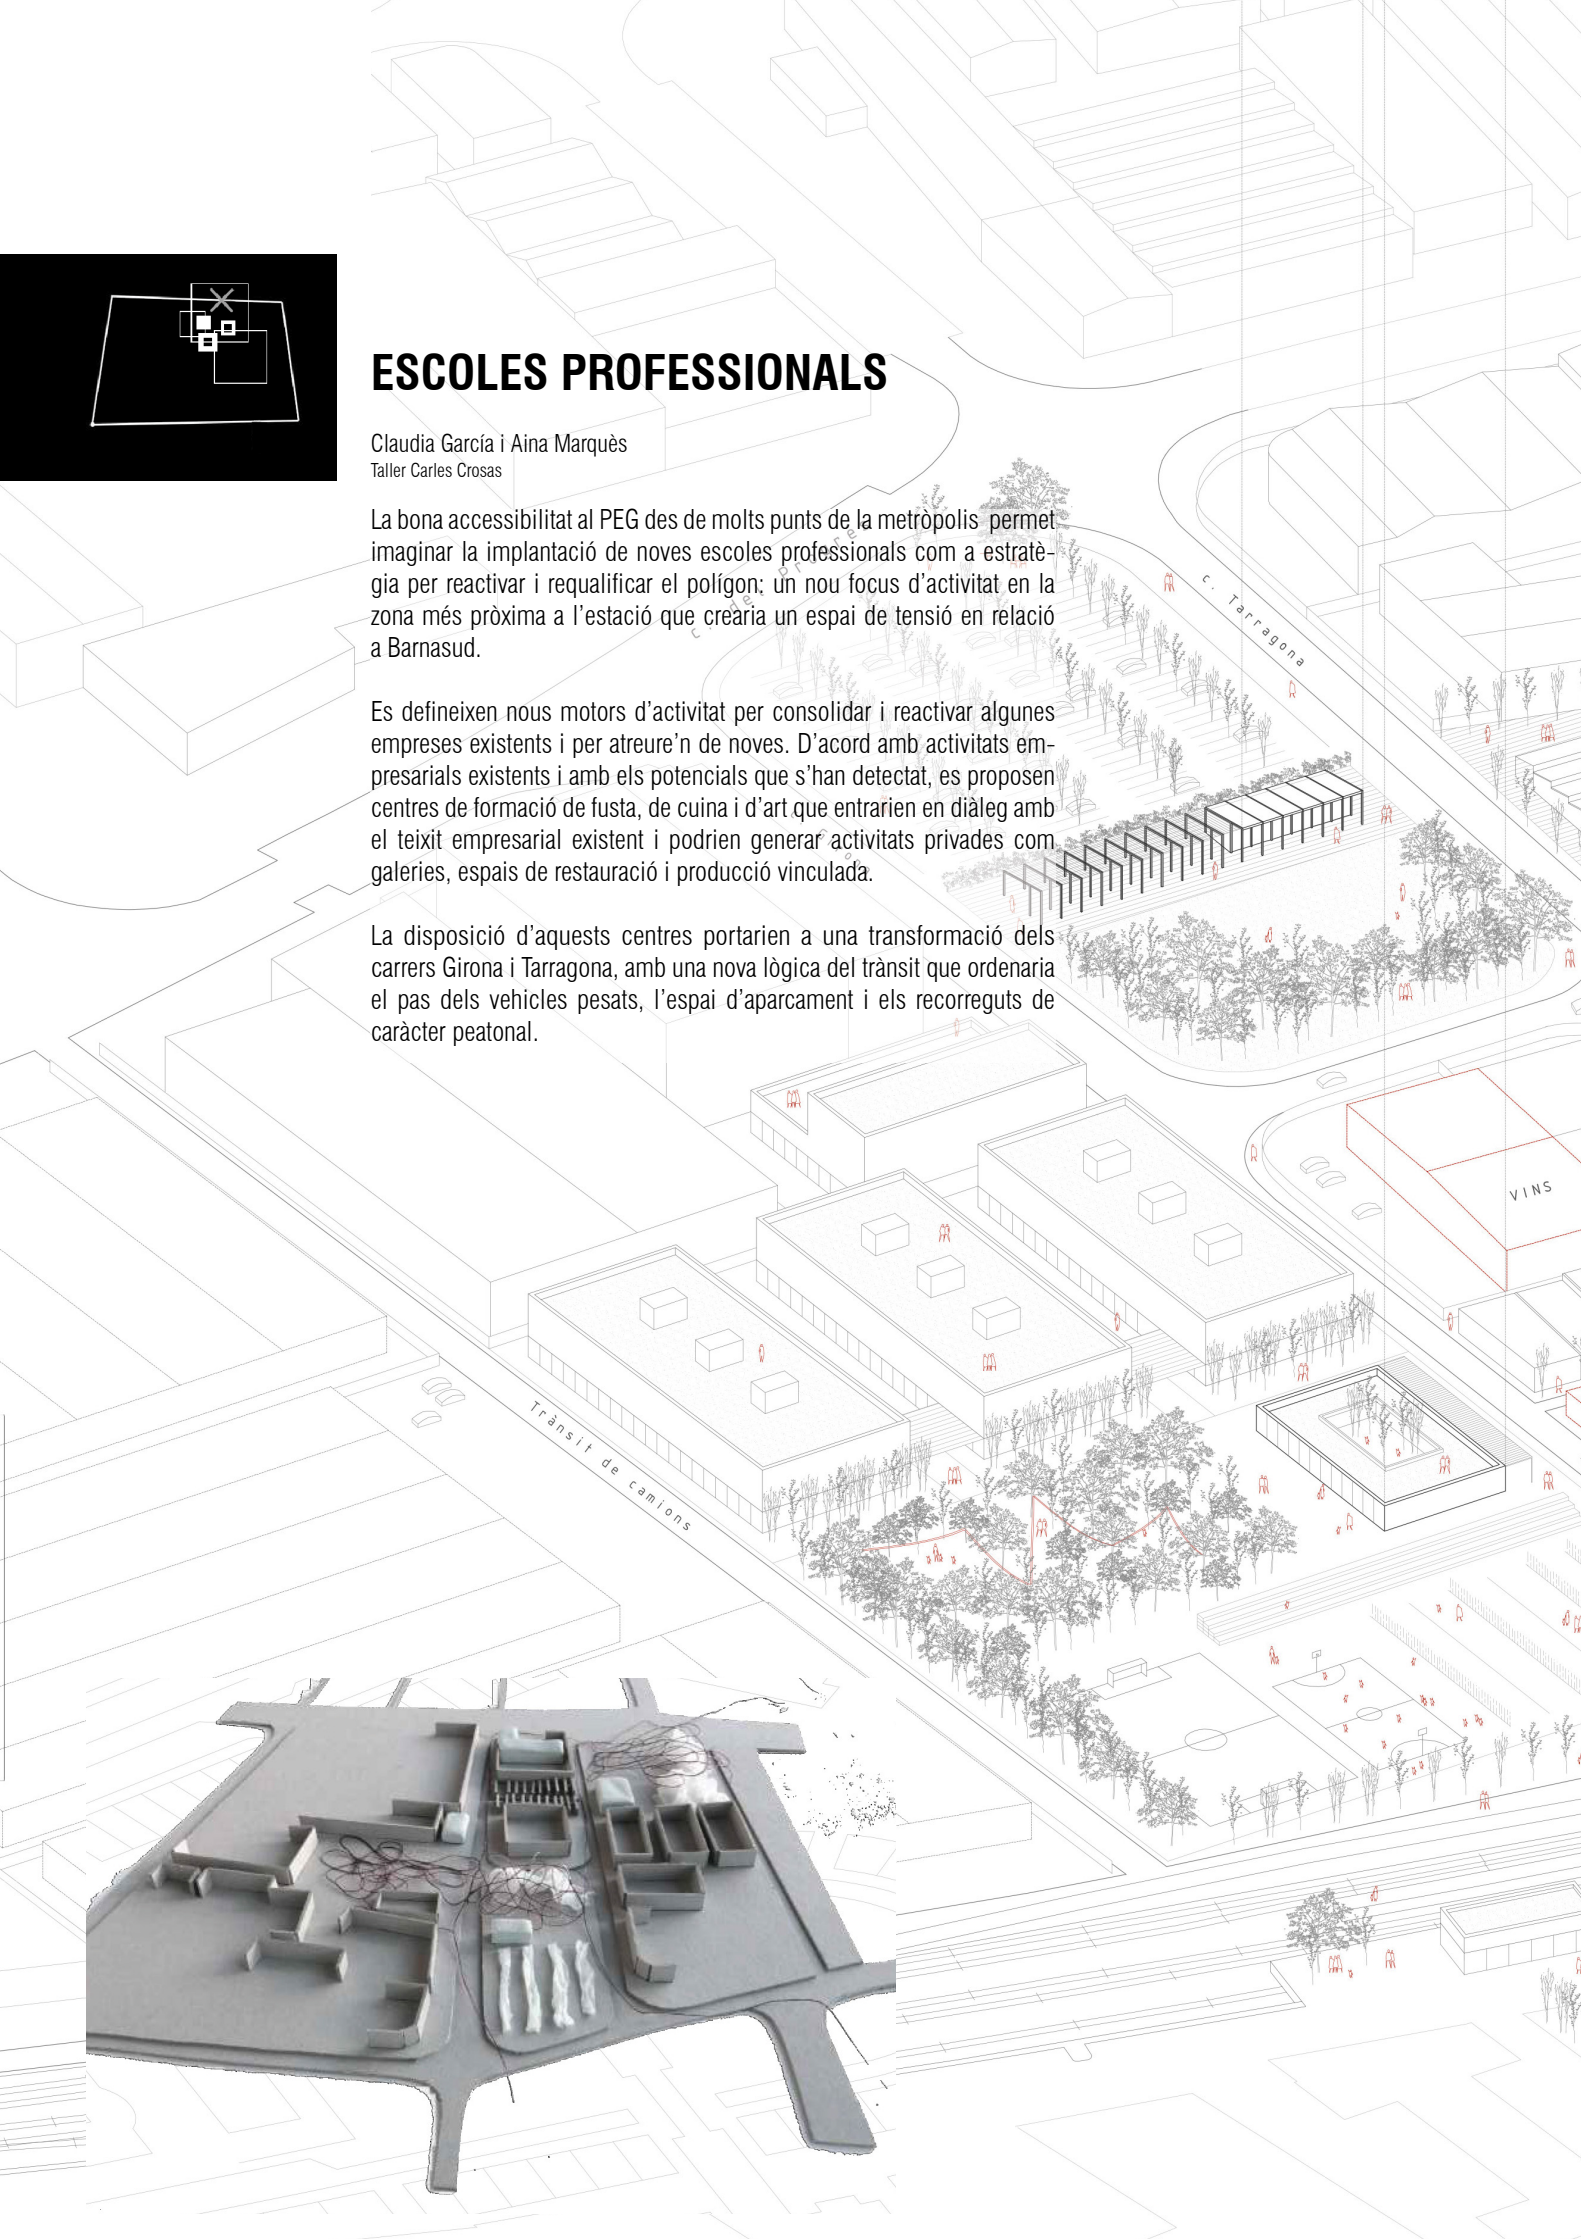 ESCOLES PROFESSIONALS
Claudia García i Aina Marquès
Taller Carles Crosas
La bona accessibilitat al PEG des de molts punts de la metròpolis permet
imaginar la implantació de noves escoles professionals com a estratè-
gia per reactivar i requalificar el polígon: un nou focus d'activitat en la
zona més pròxima a l'estació que crearia un espai de tensió en relació
a Barnasud.
Es defineixen nous motors d'activitat per consolidar i reactivar algunes
empreses existents i per atreure'n de noves. D'acord amb activitats em-
presarials existents i amb els potencials que s'han detectat, es proposen
centres de formació de fusta, de cuina i d'art que entrarien en diàleg amb
el teixit empresarial existent i podrien generar activitats privades com
galeries, espais de restauració i producció vinculada.
La disposició d'aquests centres portarien a una transformació dels
carrers Girona i Tarragona, amb una nova lògica del trànsit que ordenaria
el pas dels vehicles pesats, l'espai d'aparcament i els recorreguts de
caràcter peatonal.
c. del Progrés
c. Tarragona
c. Girona
VINS
Trànsit de camions